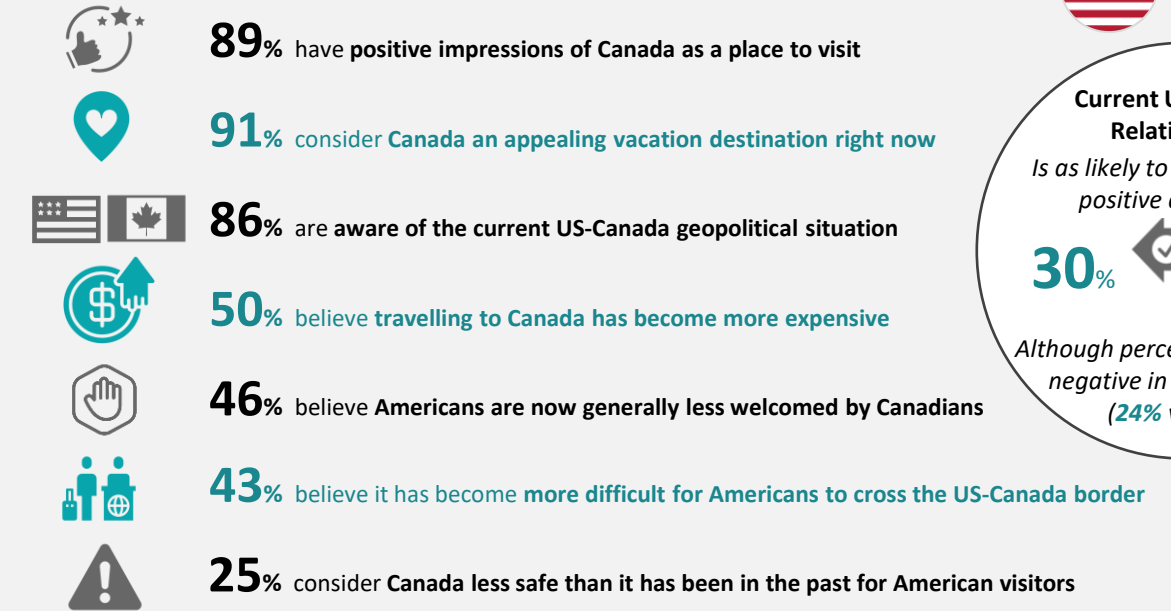 89% have positive impressions of Canada as a place to visit
91% consider Canada an appealing vacation destination right now
86% are aware of the current US-Canada geopolitical situation
50% believe travelling to Canada has become more expensive
46% believe Americans are now generally less welcomed by Canadians
43% believe it has become more difficult for Americans to cross the US-Canada border
25% consider Canada less safe than it has been in the past for American visitors
Current
Is as likely to
positive
30%
Although
negative in
(24%